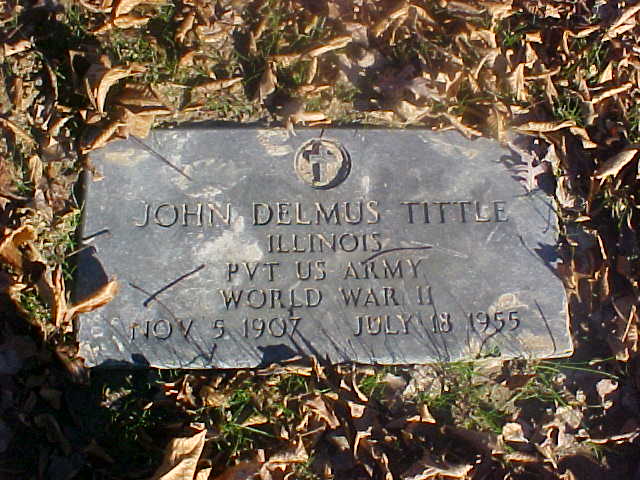 JOHN DELMUS TITTLE
ILLINOIS
PVT US ARMY
WORLD WAR II
NOV 5 1907 JULY 18 1955